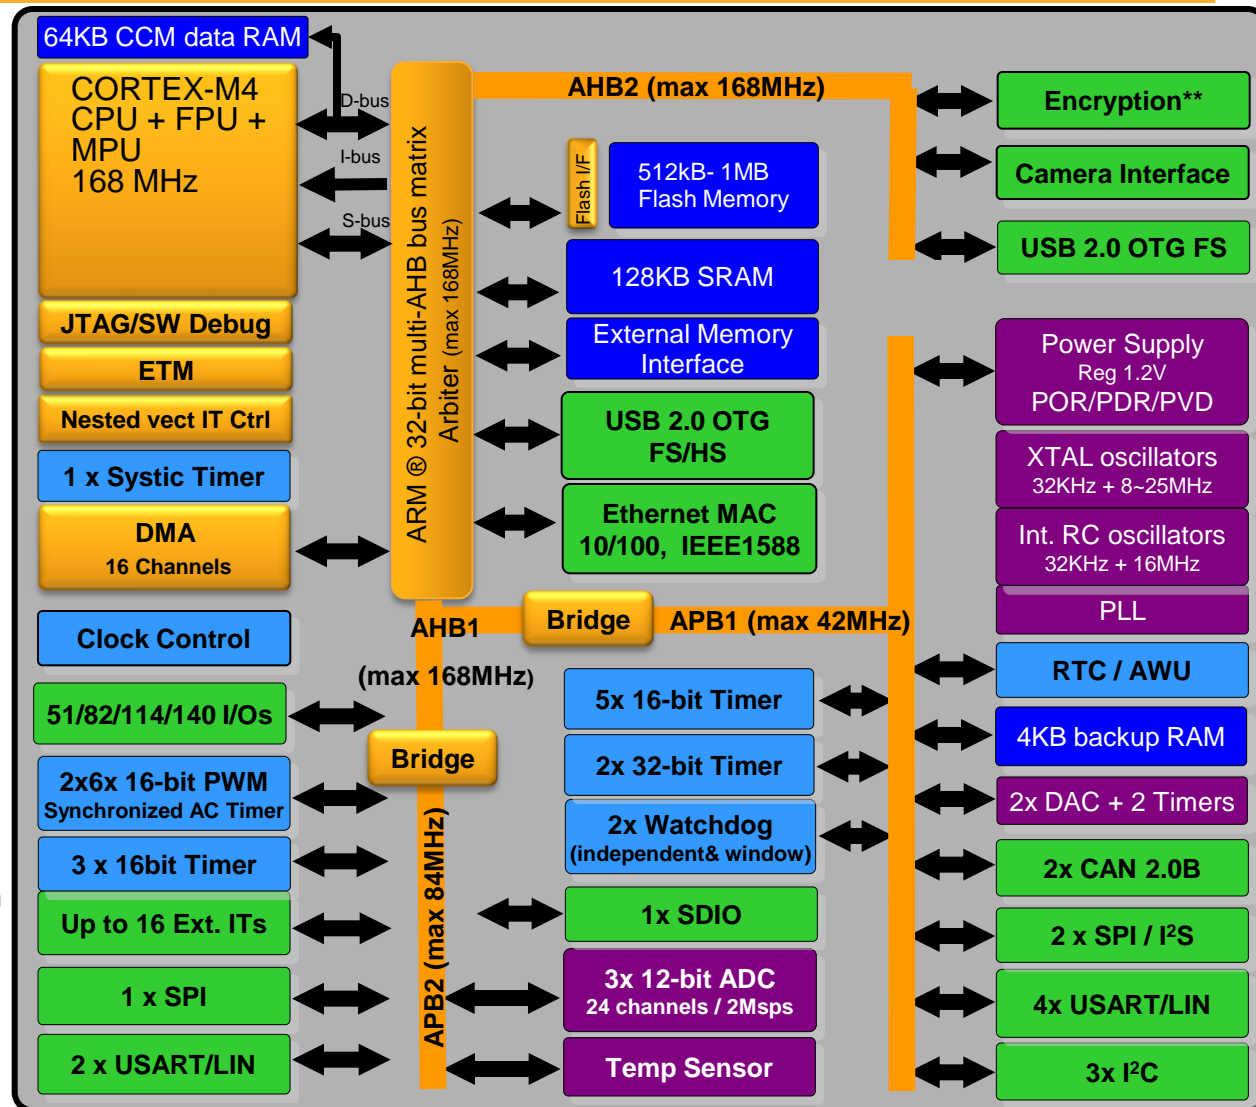 64KB CCM data RAM
CORTEX-M4
CPU + FPU +
MPU
168 MHz
D-bus
I-bus
S-bus
JTAG/SW Debug
ETM
Nested vect IT Ctrl
1 x Systic Timer
DMA
16 Channels
Clock Control
51/82/114/140 I/Os
2x6x 16-bit PWM
Synchronized AC Timer
3 x 16bit Timer
Up to 16 Ext. ITs
1 x SPI
2 x USART/LIN
ARM ® 32-bit multi-AHB bus matrix
Arbiter (max 168MHz)
AHB2 (max 168MHz)
Flash I/F
512kB- 1MB
Flash Memory
128KB SRAM
External Memory
Interface
USB 2.0 OTG
FS/HS
Ethernet MAC
10/100, IEEE1588
AHB1
(max 168MHz)
Bridge
APB1 (max 42MHz)
Bridge
APB2 (max 84MHz)
5x 16-bit Timer
2x 32-bit Timer
2x Watchdog
(independent& window)
1x SDIO
3x 12-bit ADC
24 channels / 2Msps
Temp Sensor
Encryption**
Camera Interface
USB 2.0 OTG FS
Power Supply
Reg 1.2V
POR/PDR/PVD
XTAL oscillators
32KHz + 8~25MHz
Int. RC oscillators
32KHz + 16MHz
PLL
RTC / AWU
4KB backup RAM
2x DAC + 2 Timers
2x CAN 2.0B
2 x SPI / I²S
4x USART/LIN
3x I²C